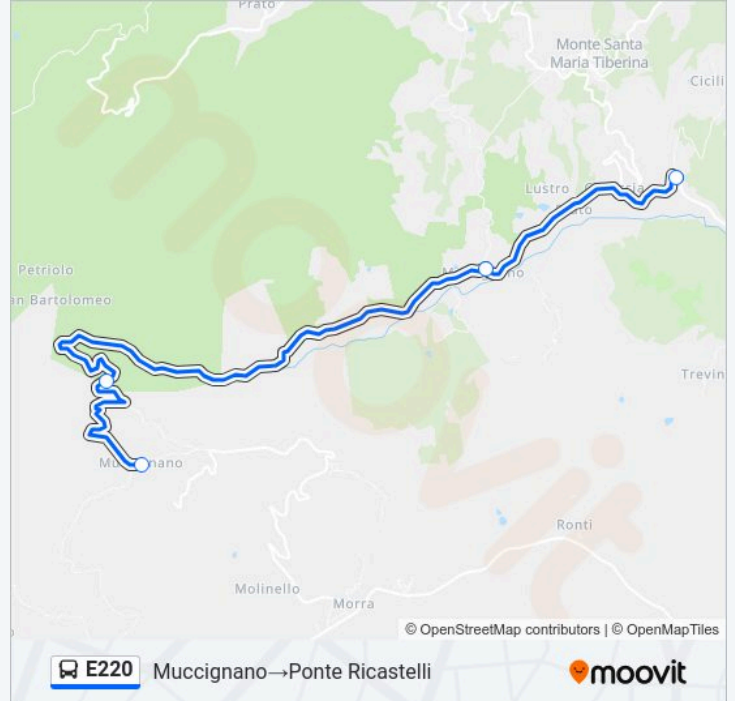 Prato
Monte Santa
Maria Tiberina
Cicili
Lustro
Petriolo
an Bartolomeo
Trevin
Ronti
Molinello
Morra
© OpenStreetMap contributors | © OpenMapTiles
E220 Muccignano→Ponte Ricastelli moovit